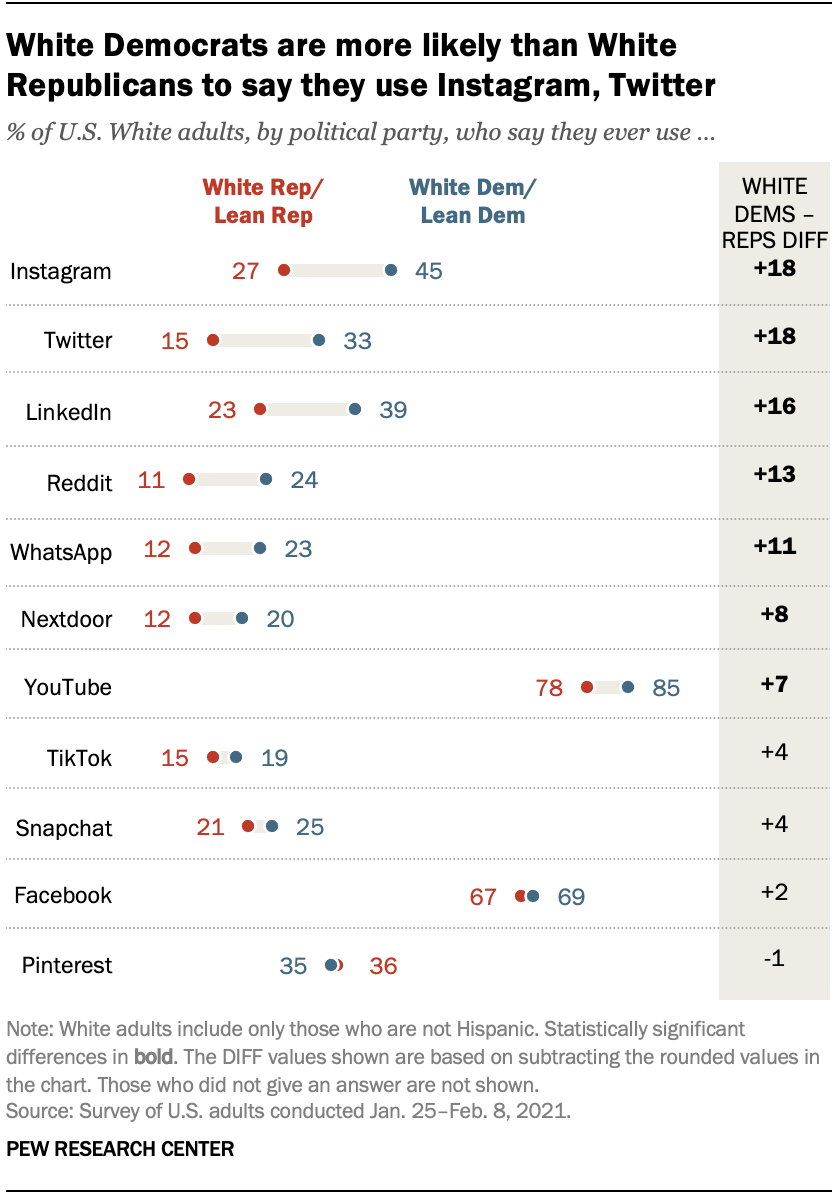 White Democrats are more likely than White
Republicans to say they use Instagram, Twitter
% of U.S. White adults, by political party, who say they ever use ...
White Rep/
Lean Rep
White Dem/
Lean Dem
WHITE
DEMS –
REPS DIFF
Instagram 27 45 +18
Twitter 15 33 +18
LinkedIn 23 39 +16
Reddit 11 24 +13
WhatsApp 12 23 +11
Nextdoor 12 20 +8
YouTube 78 85 +7
TikTok 15 19 +4
Snapchat 21 25 +4
Facebook 67 69 +2
Pinterest 35 36 -1
Note: White adults include only those who are not Hispanic. Statistically significant
differences in bold. The DIFF values shown are based on subtracting the rounded values in
the chart. Those who did not give an answer are not shown.
Source: Survey of U.S. adults conducted Jan. 25–Feb. 8, 2021.
PEW RESEARCH CENTER